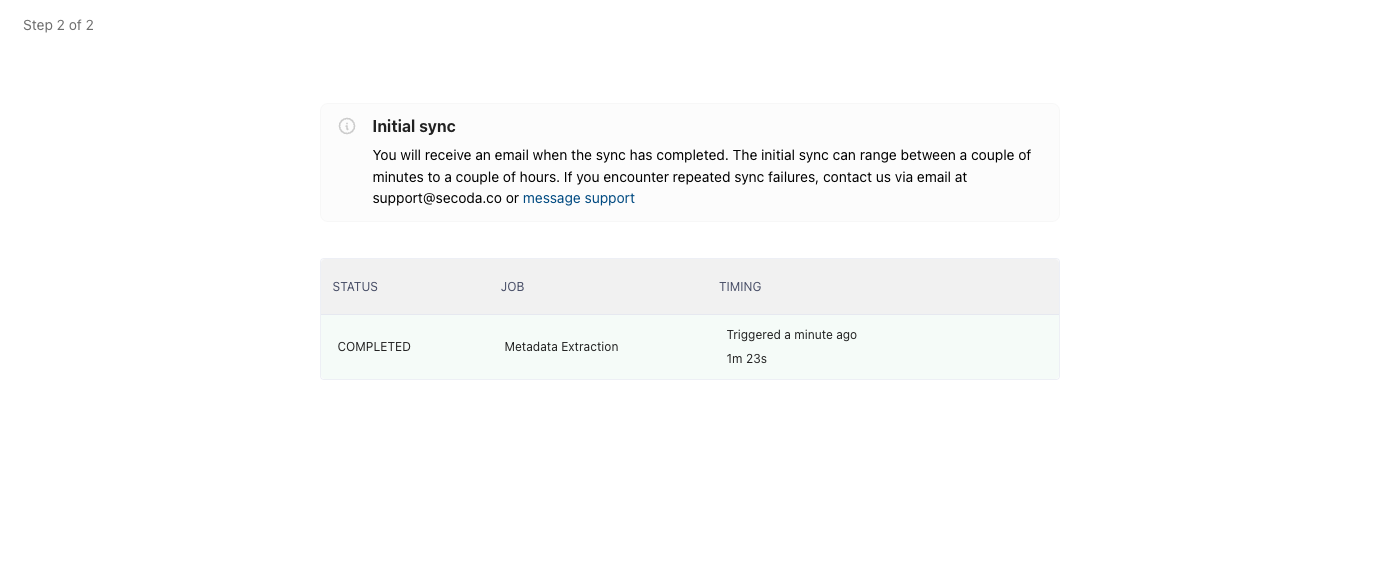 Step 2 of 2
Initial sync
You will receive an email when the sync has completed. The initial sync can range between a couple of
minutes to a couple of hours. If you encounter repeated sync failures, contact us via email at
support@secoda.co or message support
STATUS JOB TIMING
COMPLETED Metadata Extraction Triggered a minute ago
1m 23s